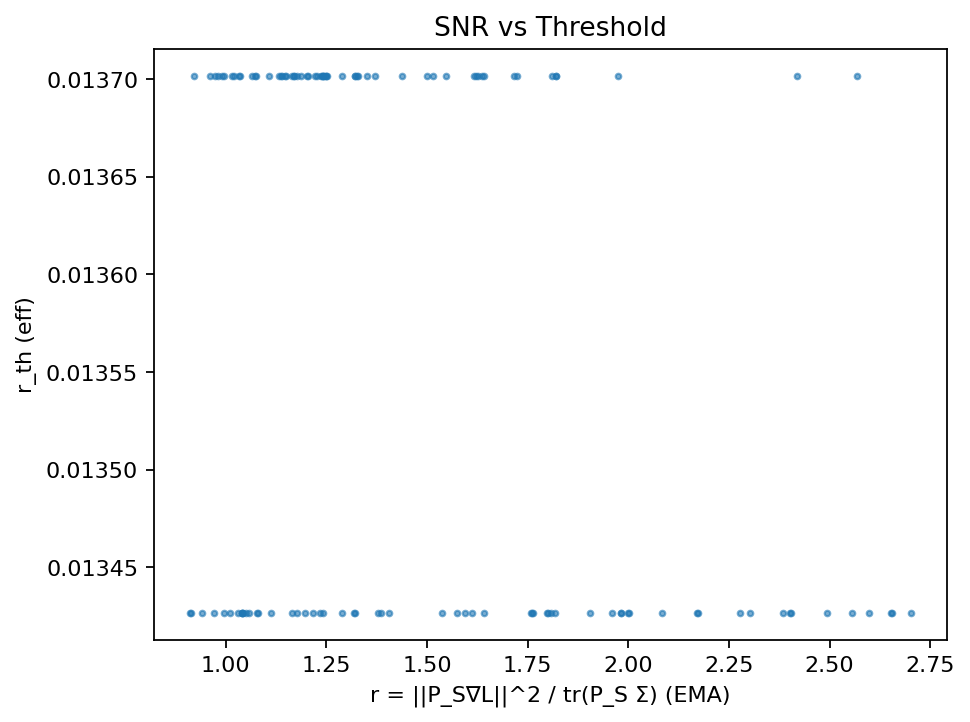 SNR vs Threshold
0.01370
0.01365
0.01360
0.01355
0.01350
0.01345
r_th (eff)
1.00 1.25 1.50 1.75 2.00 2.25 2.50 2.75
r = ||P_S∇L||^2 / tr(P_S Σ) (EMA)